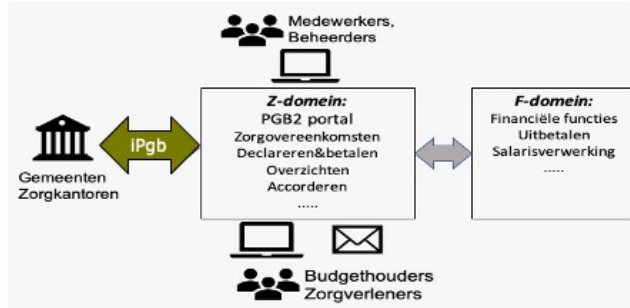 Medewerkers,
Beheerders
iPgb
Gemeenten
Zorgkantoren
Z-domein:
PGB2 portal
Zorgovereenkomsten
Declareren&betalen
Overzichten
Accorderen
.....
F-domein:
Financiële functies
Uitbetalen
Salarisverwerking
.....
Budgethouders
Zorgverleners